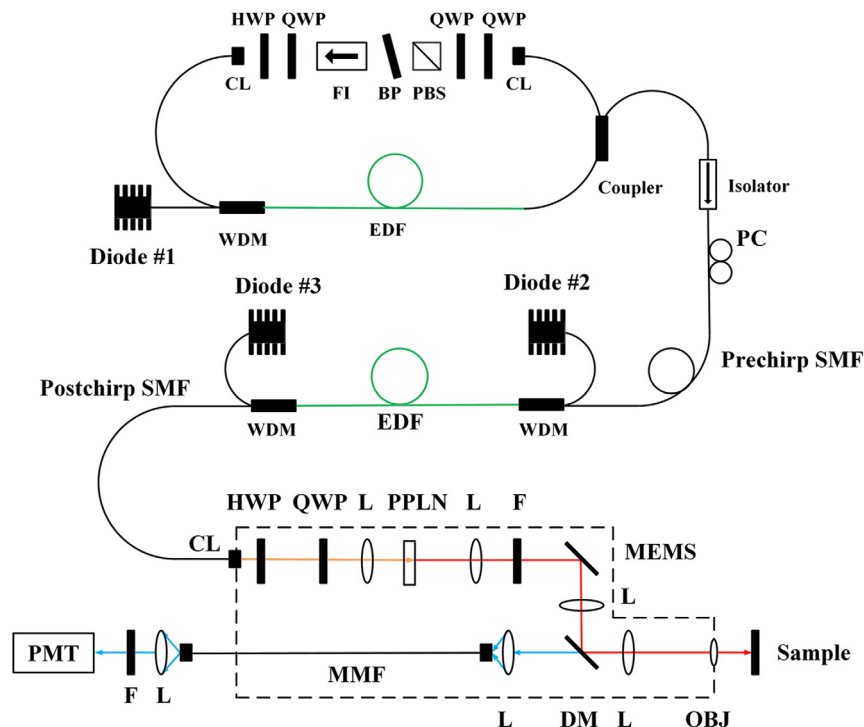 HWP QWP QWP QWP
CL FI BP PBS CL
Coupler Isolator
WDM EDF
Diode #1
PC
Diode #3 Diode #2
Postchirp SMF Prechirp SMF
WDM EDF WDM
HWP QWP L PPLN L F
CL MEMS
L
PMT MMF Sample
F L L DM L OBJ